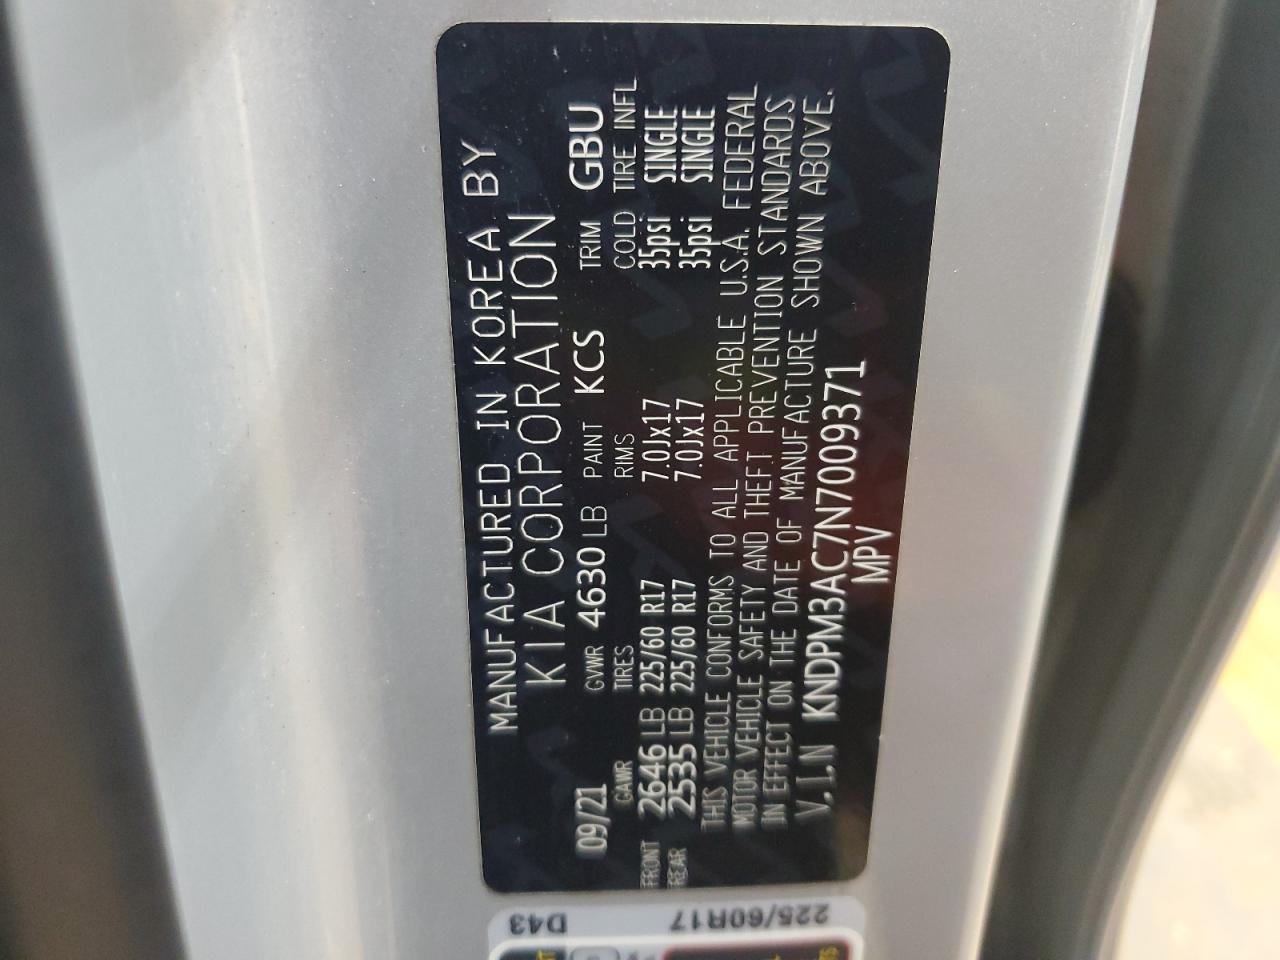 MANUFACTURED IN KOREA BY
KIA CORPORATION
09/21 GVWR 4630 LB PAINT KCS TRIM GBU
GAWR TIRES RIMS COLD TIRE INFL
FRONT 2646 LB 225/60 R17 7.0Jx17 35psi SINGLE
REAR 2535 LB 225/60 R17 7.0Jx17 35psi SINGLE
THIS VEHICLE CONFORMS TO ALL APPLICABLE U.S.A. FEDERAL
MOTOR VEHICLE SAFETY AND THEFT PREVENTION STANDARDS
IN EFFECT ON THE DATE OF MANUFACTURE SHOWN ABOVE.
V.I.N KNDPM3AC7N7009371
MPV
D43
225/60R17